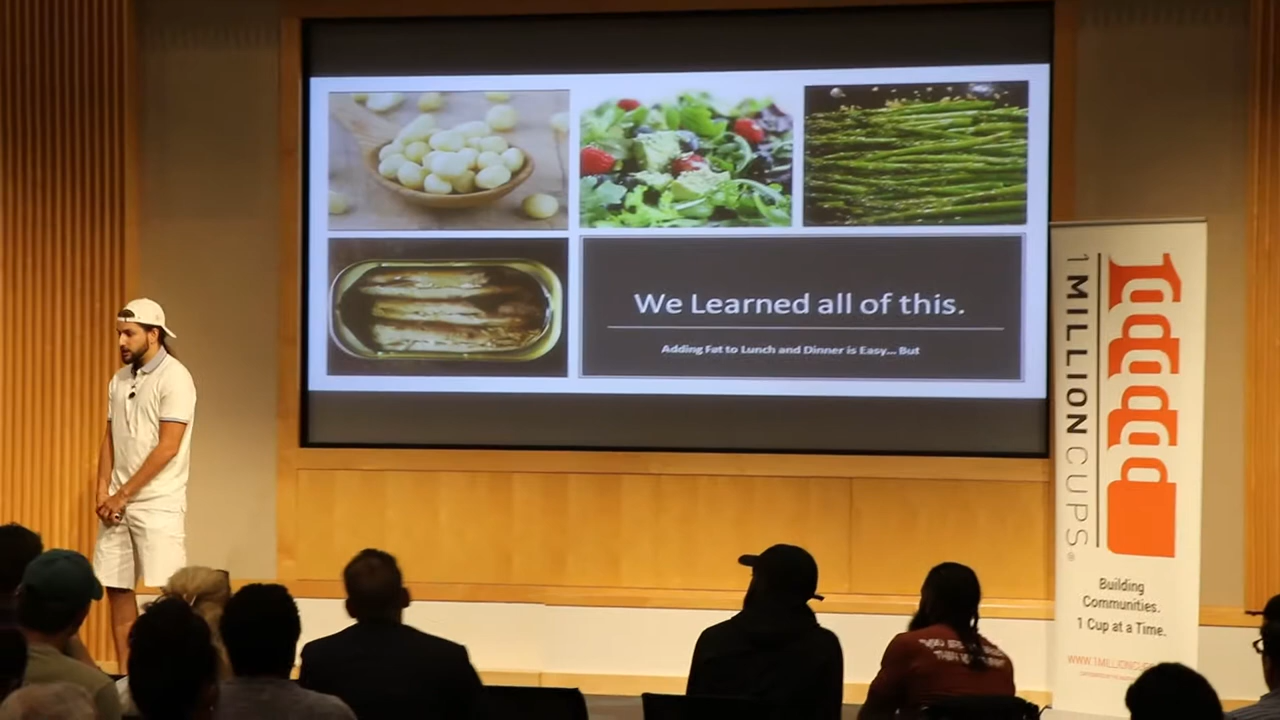 We Learned all of this.
Adding Fat to Lunch and Dinner is Easy... But
1 MILLION CUPS®
Building
Communities.
1 Cup at a Time.